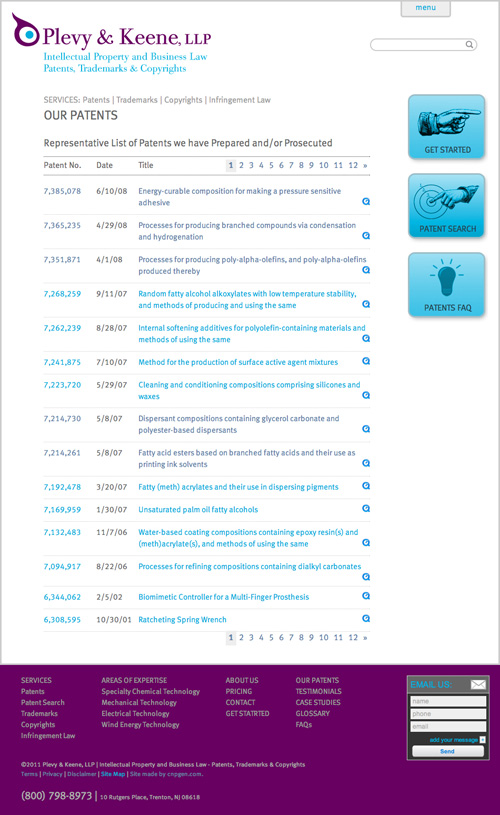 menu
Plevy & Keene, LLP
Intellectual Property and Business Law
Patents, Trademarks & Copyrights
SERVICES: Patents | Trademarks | Copyrights | Infringement Law
OUR PATENTS
GET STARTED
PATENT SEARCH
PATENTS FAQ
Representative List of Patents we have Prepared and/or Prosecuted
Patent No. Date Title 1 2 3 4 5 6 7 8 9 10 11 12 »
7,385,078 6/10/08 Energy-curable composition for making a pressure sensitive
adhesive
7,365,235 4/29/08 Processes for producing branched compounds via condensation
and hydrogenation
7,351,871 4/1/08 Processes for producing poly-alpha-olefins, and poly-alpha-olefins
produced thereby
7,268,259 9/11/07 Random fatty alcohol alkoxylates with low temperature stability,
and methods of producing and using the same
7,262,239 8/28/07 Internal softening additives for polyolefin-containing materials and
methods of using the same
7,241,875 7/10/07 Method for the production of surface active agent mixtures
7,223,720 5/29/07 Cleaning and conditioning compositions comprising silicones and
waxes
7,214,730 5/8/07 Dispersant compositions containing glycerol carbonate and
polyester-based dispersants
7,214,261 5/8/07 Fatty acid esters based on branched fatty acids and their use as
printing ink solvents
7,192,478 3/20/07 Fatty (meth) acrylates and their use in dispersing pigments
7,169,959 1/30/07 Unsaturated palm oil fatty alcohols
7,132,483 11/7/06 Water-based coating compositions containing epoxy resin(s) and
(meth)acrylate(s), and methods of using the same
7,094,917 8/22/06 Processes for refining compositions containing dialkyl carbonates
6,344,062 2/5/02 Biomimetic Controller for a Multi-Finger Prosthesis
6,308,595 10/30/01 Ratcheting Spring Wrench
1 2 3 4 5 6 7 8 9 10 11 12 »
SERVICES
Patents
Patent Search
Trademarks
Copyrights
Infringement Law
AREAS OF EXPERTISE
Specialty Chemical Technology
Mechanical Technology
Electrical Technology
Wind Energy Technology
ABOUT US
PRICING
CONTACT
GET STATRTED
OUR PATENTS
TESTIMONIALS
CASE STUDIES
GLOSSARY
FAQs
EMAIL US:
name
phone
email
add your message
Send
©2011 Plevy & Keene, LLP | Intellectual Property and Business Law - Patents, Trademarks & Copyrights
Terms | Privacy | Disclaimer | Site Map | Site made by cnpgen.com.
(800) 798-8973 | 10 Rutgers Place, Trenton, NJ 08618